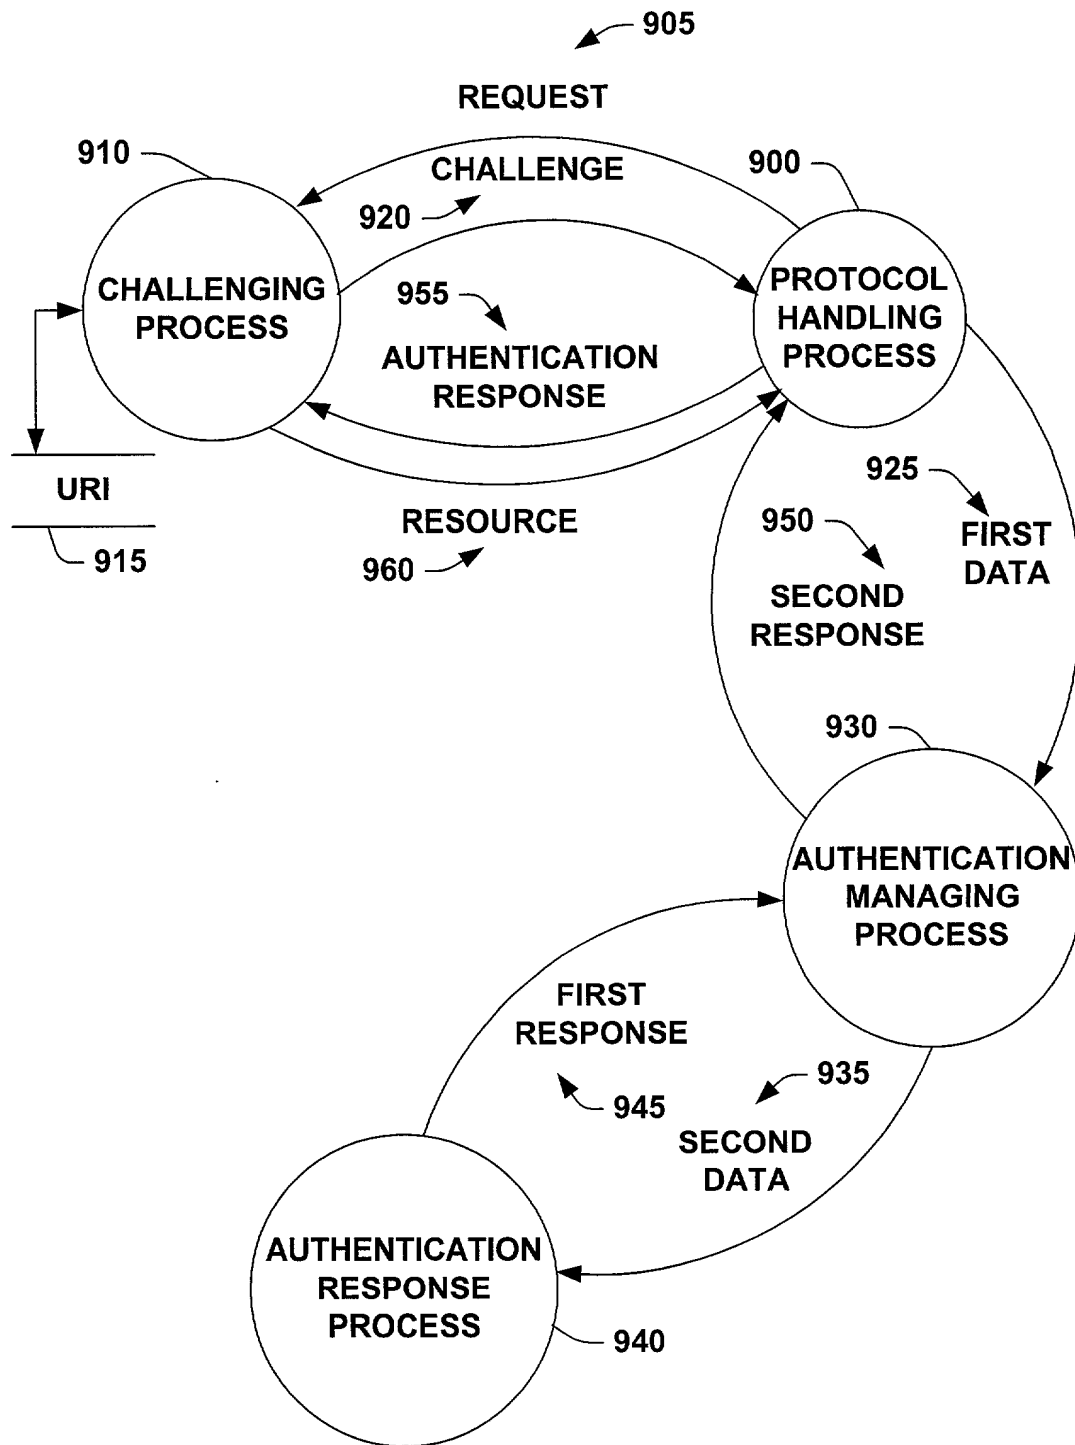 905
REQUEST
910
CHALLENGE
900
920
CHALLENGING
PROCESS
955
PROTOCOL
HANDLING
PROCESS
AUTHENTICATION
RESPONSE
URI
915
RESOURCE
960
925
FIRST
DATA
950
SECOND
RESPONSE
930
AUTHENTICATION
MANAGING
PROCESS
FIRST
RESPONSE
945
935
SECOND
DATA
AUTHENTICATION
RESPONSE
PROCESS
940